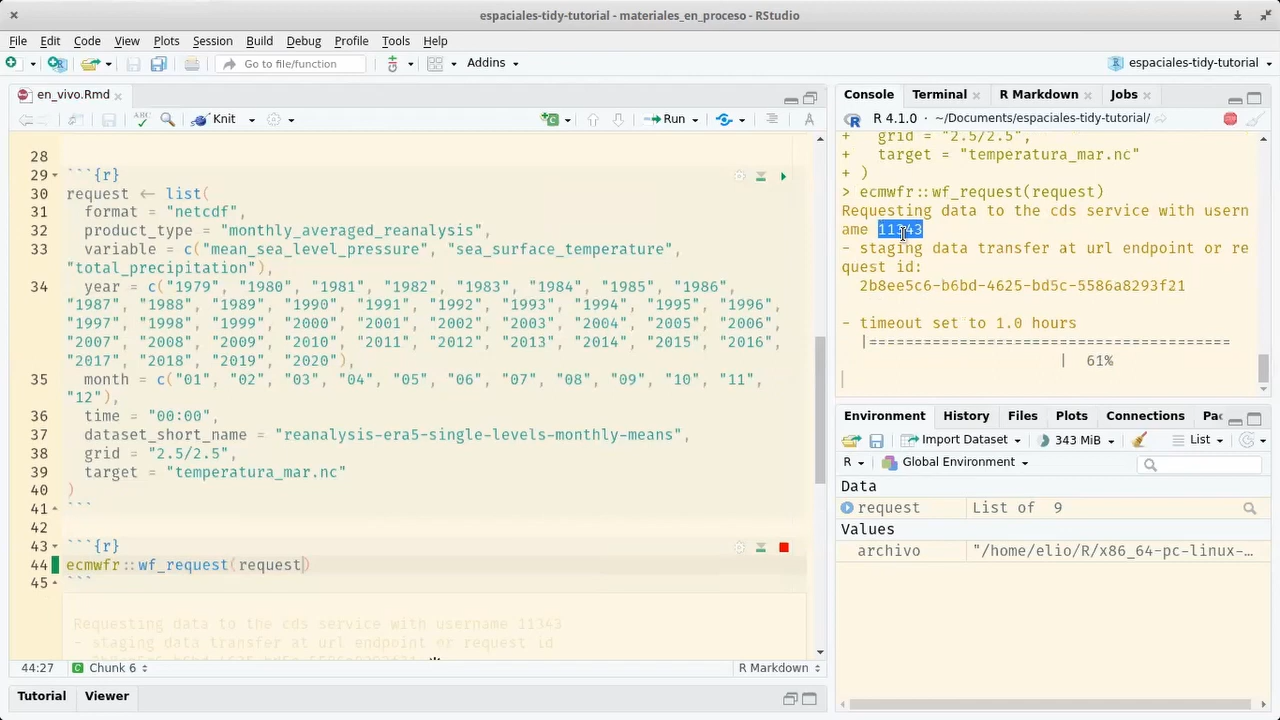 espaciales-tidy-tutorial - materiales_en_proceso - RStudio
File Edit Code View Plots Session Build Debug Profile Tools Help
Go to file/function Addins espaciales-tidy-tutorial
en_vivo.Rmd
Knit Run
28
29 ```{r}
30 request <- list(
31 format = "netcdf",
32 product_type = "monthly_averaged_reanalysis",
33 variable = c("mean_sea_level_pressure", "sea_surface_temperature",
"total_precipitation"),
34 year = c("1979", "1980", "1981", "1982", "1983", "1984", "1985", "1986",
"1987", "1988", "1989", "1990", "1991", "1992", "1993", "1994", "1995", "1996",
"1997", "1998", "1999", "2000", "2001", "2002", "2003", "2004", "2005", "2006",
"2007", "2008", "2009", "2010", "2011", "2012", "2013", "2014", "2015", "2016",
"2017", "2018", "2019", "2020"),
35 month = c("01", "02", "03", "04", "05", "06", "07", "08", "09", "10", "11",
"12"),
36 time = "00:00",
37 dataset_short_name = "reanalysis-era5-single-levels-monthly-means",
38 grid = "2.5/2.5",
39 target = "temperatura_mar.nc"
40 )
41 ```
42
43 ```{r}
44 ecmwfr::wf_request(request)
45 ```
Requesting data to the cds service with username 11343
- staging data transfer at url endpoint or request id
44:27 Chunk 6 R Markdown
Tutorial Viewer
Console Terminal R Markdown Jobs
R 4.1.0 · ~/Documents/espaciales-tidy-tutorial/
+ grid = "2.5/2.5",
+ target = "temperatura_mar.nc"
+ )
> ecmwfr::wf_request(request)
Requesting data to the cds service with usern
ame 11343
- staging data transfer at url endpoint or re
quest id:
2b8ee5c6-b6bd-4625-bd5c-5586a8293f21
- timeout set to 1.0 hours
|========================================
| 61%
Environment History Files Plots Connections Pac
Import Dataset 343 MiB List
R Global Environment
Data
request List of 9
Values
archivo "/home/elio/R/x86_64-pc-linux-…